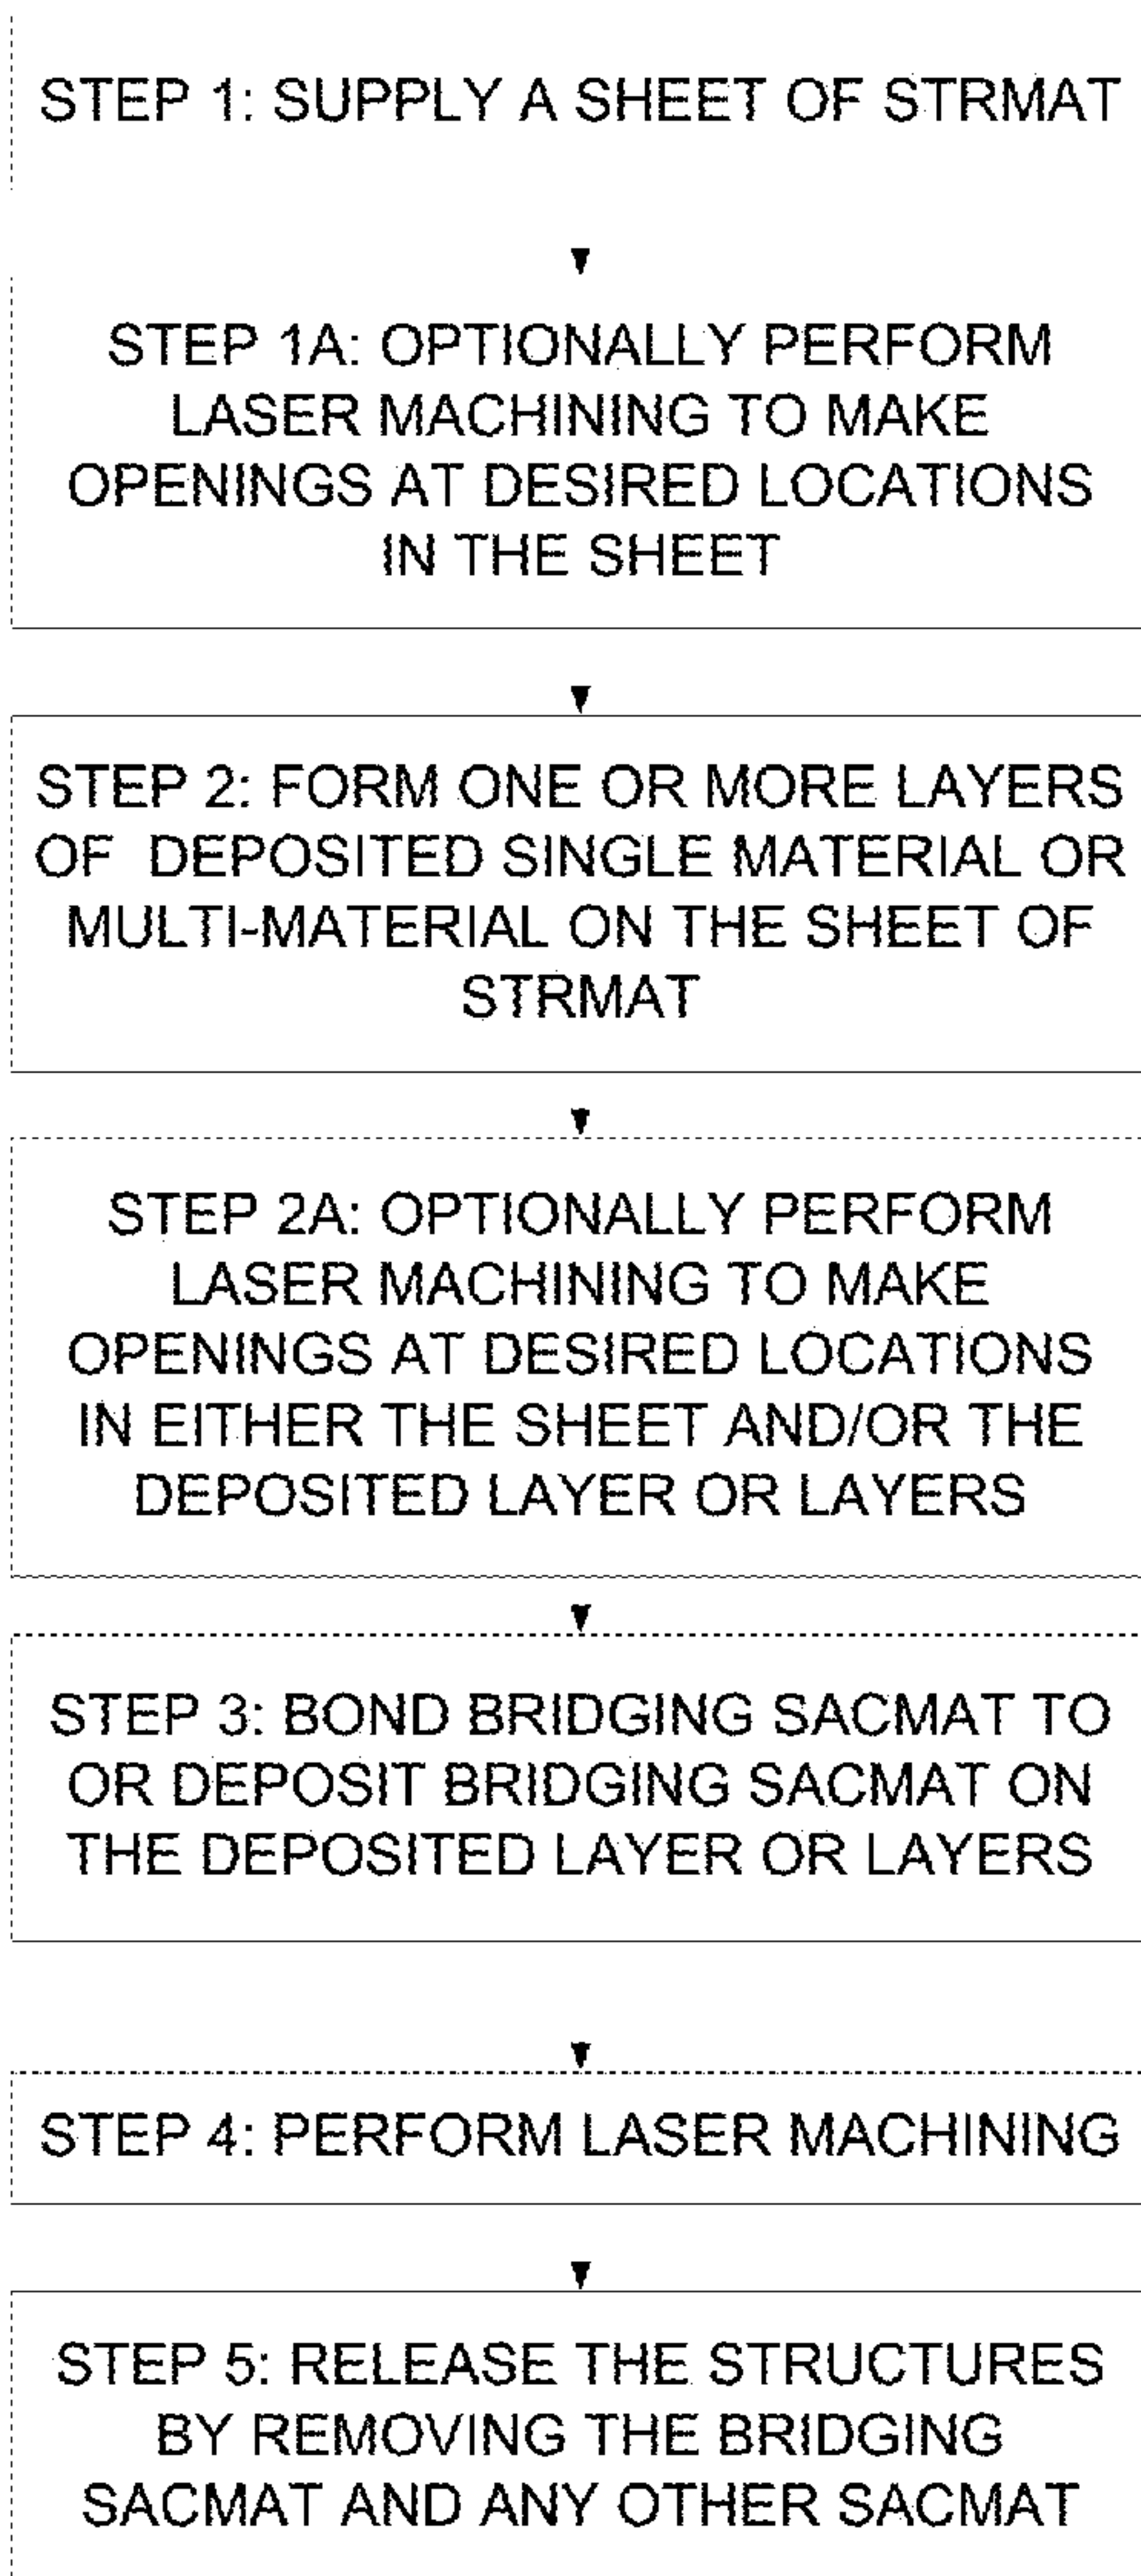 STEP 1: SUPPLY A SHEET OF STRMAT
STEP 1A: OPTIONALLY PERFORM
LASER MACHINING TO MAKE
OPENINGS AT DESIRED LOCATIONS
IN THE SHEET
STEP 2: FORM ONE OR MORE LAYERS
OF DEPOSITED SINGLE MATERIAL OR
MULTI-MATERIAL ON THE SHEET OF
STRMAT
STEP 2A: OPTIONALLY PERFORM
LASER MACHINING TO MAKE
OPENINGS AT DESIRED LOCATIONS
IN EITHER THE SHEET AND/OR THE
DEPOSITED LAYER OR LAYERS
STEP 3: BOND BRIDGING SACMAT TO
OR DEPOSIT BRIDGING SACMAT ON
THE DEPOSITED LAYER OR LAYERS
STEP 4: PERFORM LASER MACHINING
STEP 5: RELEASE THE STRUCTURES
BY REMOVING THE BRIDGING
SACMAT AND ANY OTHER SACMAT